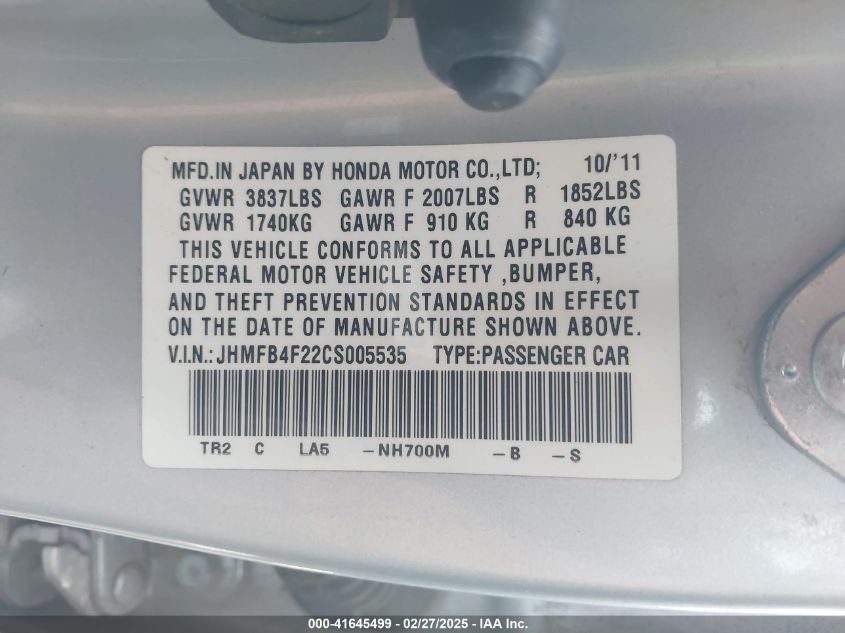 MFD.IN JAPAN BY HONDA MOTOR CO.,LTD; 10/'11
GVWR 3837LBS GAWR F 2007LBS R 1852LBS
GVWR 1740KG GAWR F 910 KG R 840 KG
THIS VEHICLE CONFORMS TO ALL APPLICABLE
FEDERAL MOTOR VEHICLE SAFETY ,BUMPER,
AND THEFT PREVENTION STANDARDS IN EFFECT
ON THE DATE OF MANUFACTURE SHOWN ABOVE.
V.I.N.:JHMFB4F22CS005535 TYPE:PASSENGER CAR
TR2 C LA5 -NH700M -B -S
000-41645499 - 02/27/2025 - IAA Inc.